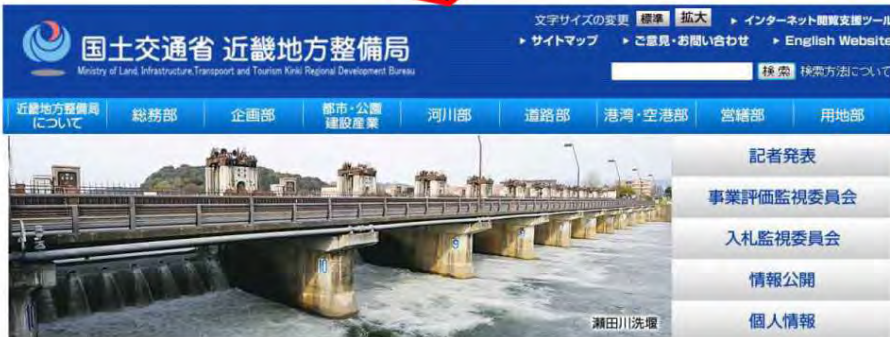 文字サイズの変更 標準 拡大 ▶ インターネット閲覧支援ツール
国土交通省 近畿地方整備局
Ministry of Land, Infrastructure, Transport and Tourism Kinki Regional Development Bureau
▶ サイトマップ ▶ ご意見・お問い合わせ ▶ English Website
検索 検索方法について
近畿地方整備局について 総務部 企画部 都市・公園建設産業 河川部 道路部 港湾・空港部 営繕部 用地部
記者発表
事業評価監視委員会
入札監視委員会
情報公開
個人情報
10
9
瀬田川洗堰